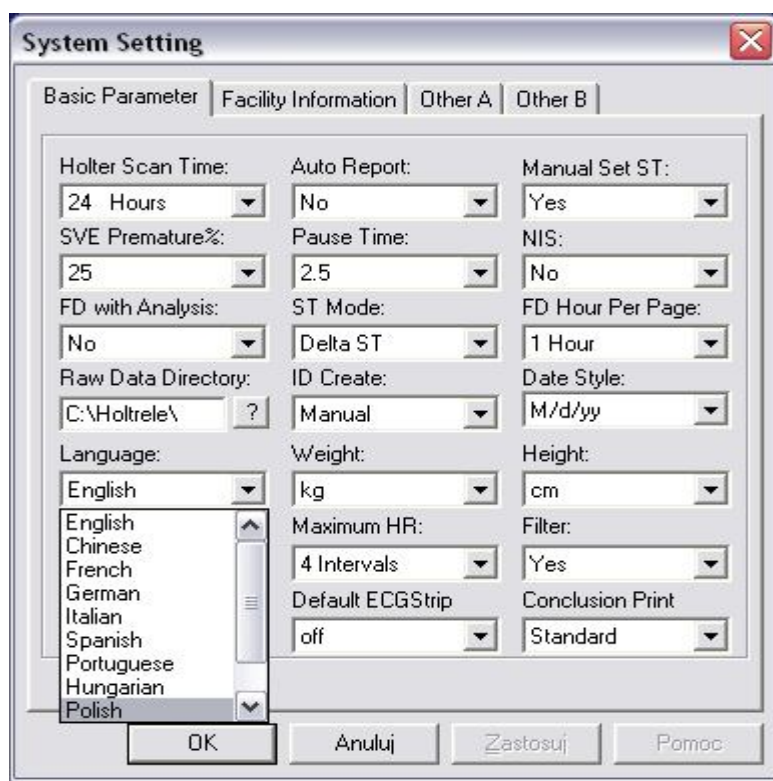 System Setting
Basic Parameter Facility Information Other A Other B
Holter Scan Time: Auto Report: Manual Set ST:
24 Hours No Yes
SVE Premature%: Pause Time: NIS:
25 2.5 No
FD with Analysis: ST Mode: FD Hour Per Page:
No Delta ST 1 Hour
Raw Data Directory: ID Create: Date Style:
C:\Holtrele\ ? Manual M/d/yy
Language: Weight: Height:
English kg cm
English
Chinese
French
German
Italian
Spanish
Portuguese
Hungarian
Polish
Maximum HR: Filter:
4 Intervals Yes
Default ECGStrip Conclusion Print
off Standard
OK Anuluj Zastosuj Pomoc